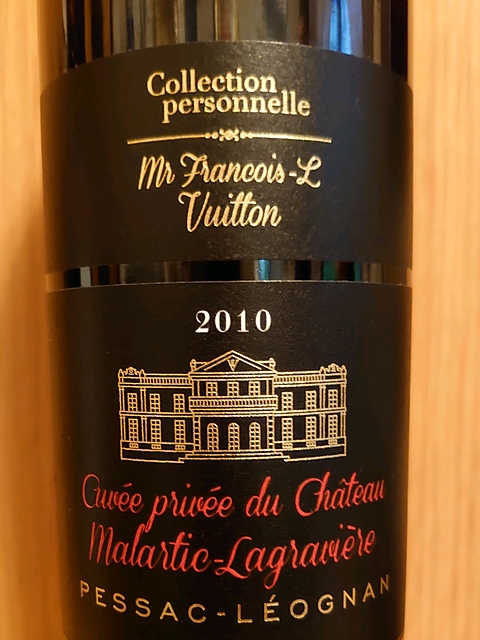 Collection
personnelle
Mr Francois-L
Vuitton
2010
Cuvée privée du Château
Malartic-Lagravière
PESSAC-LÉOGNAN